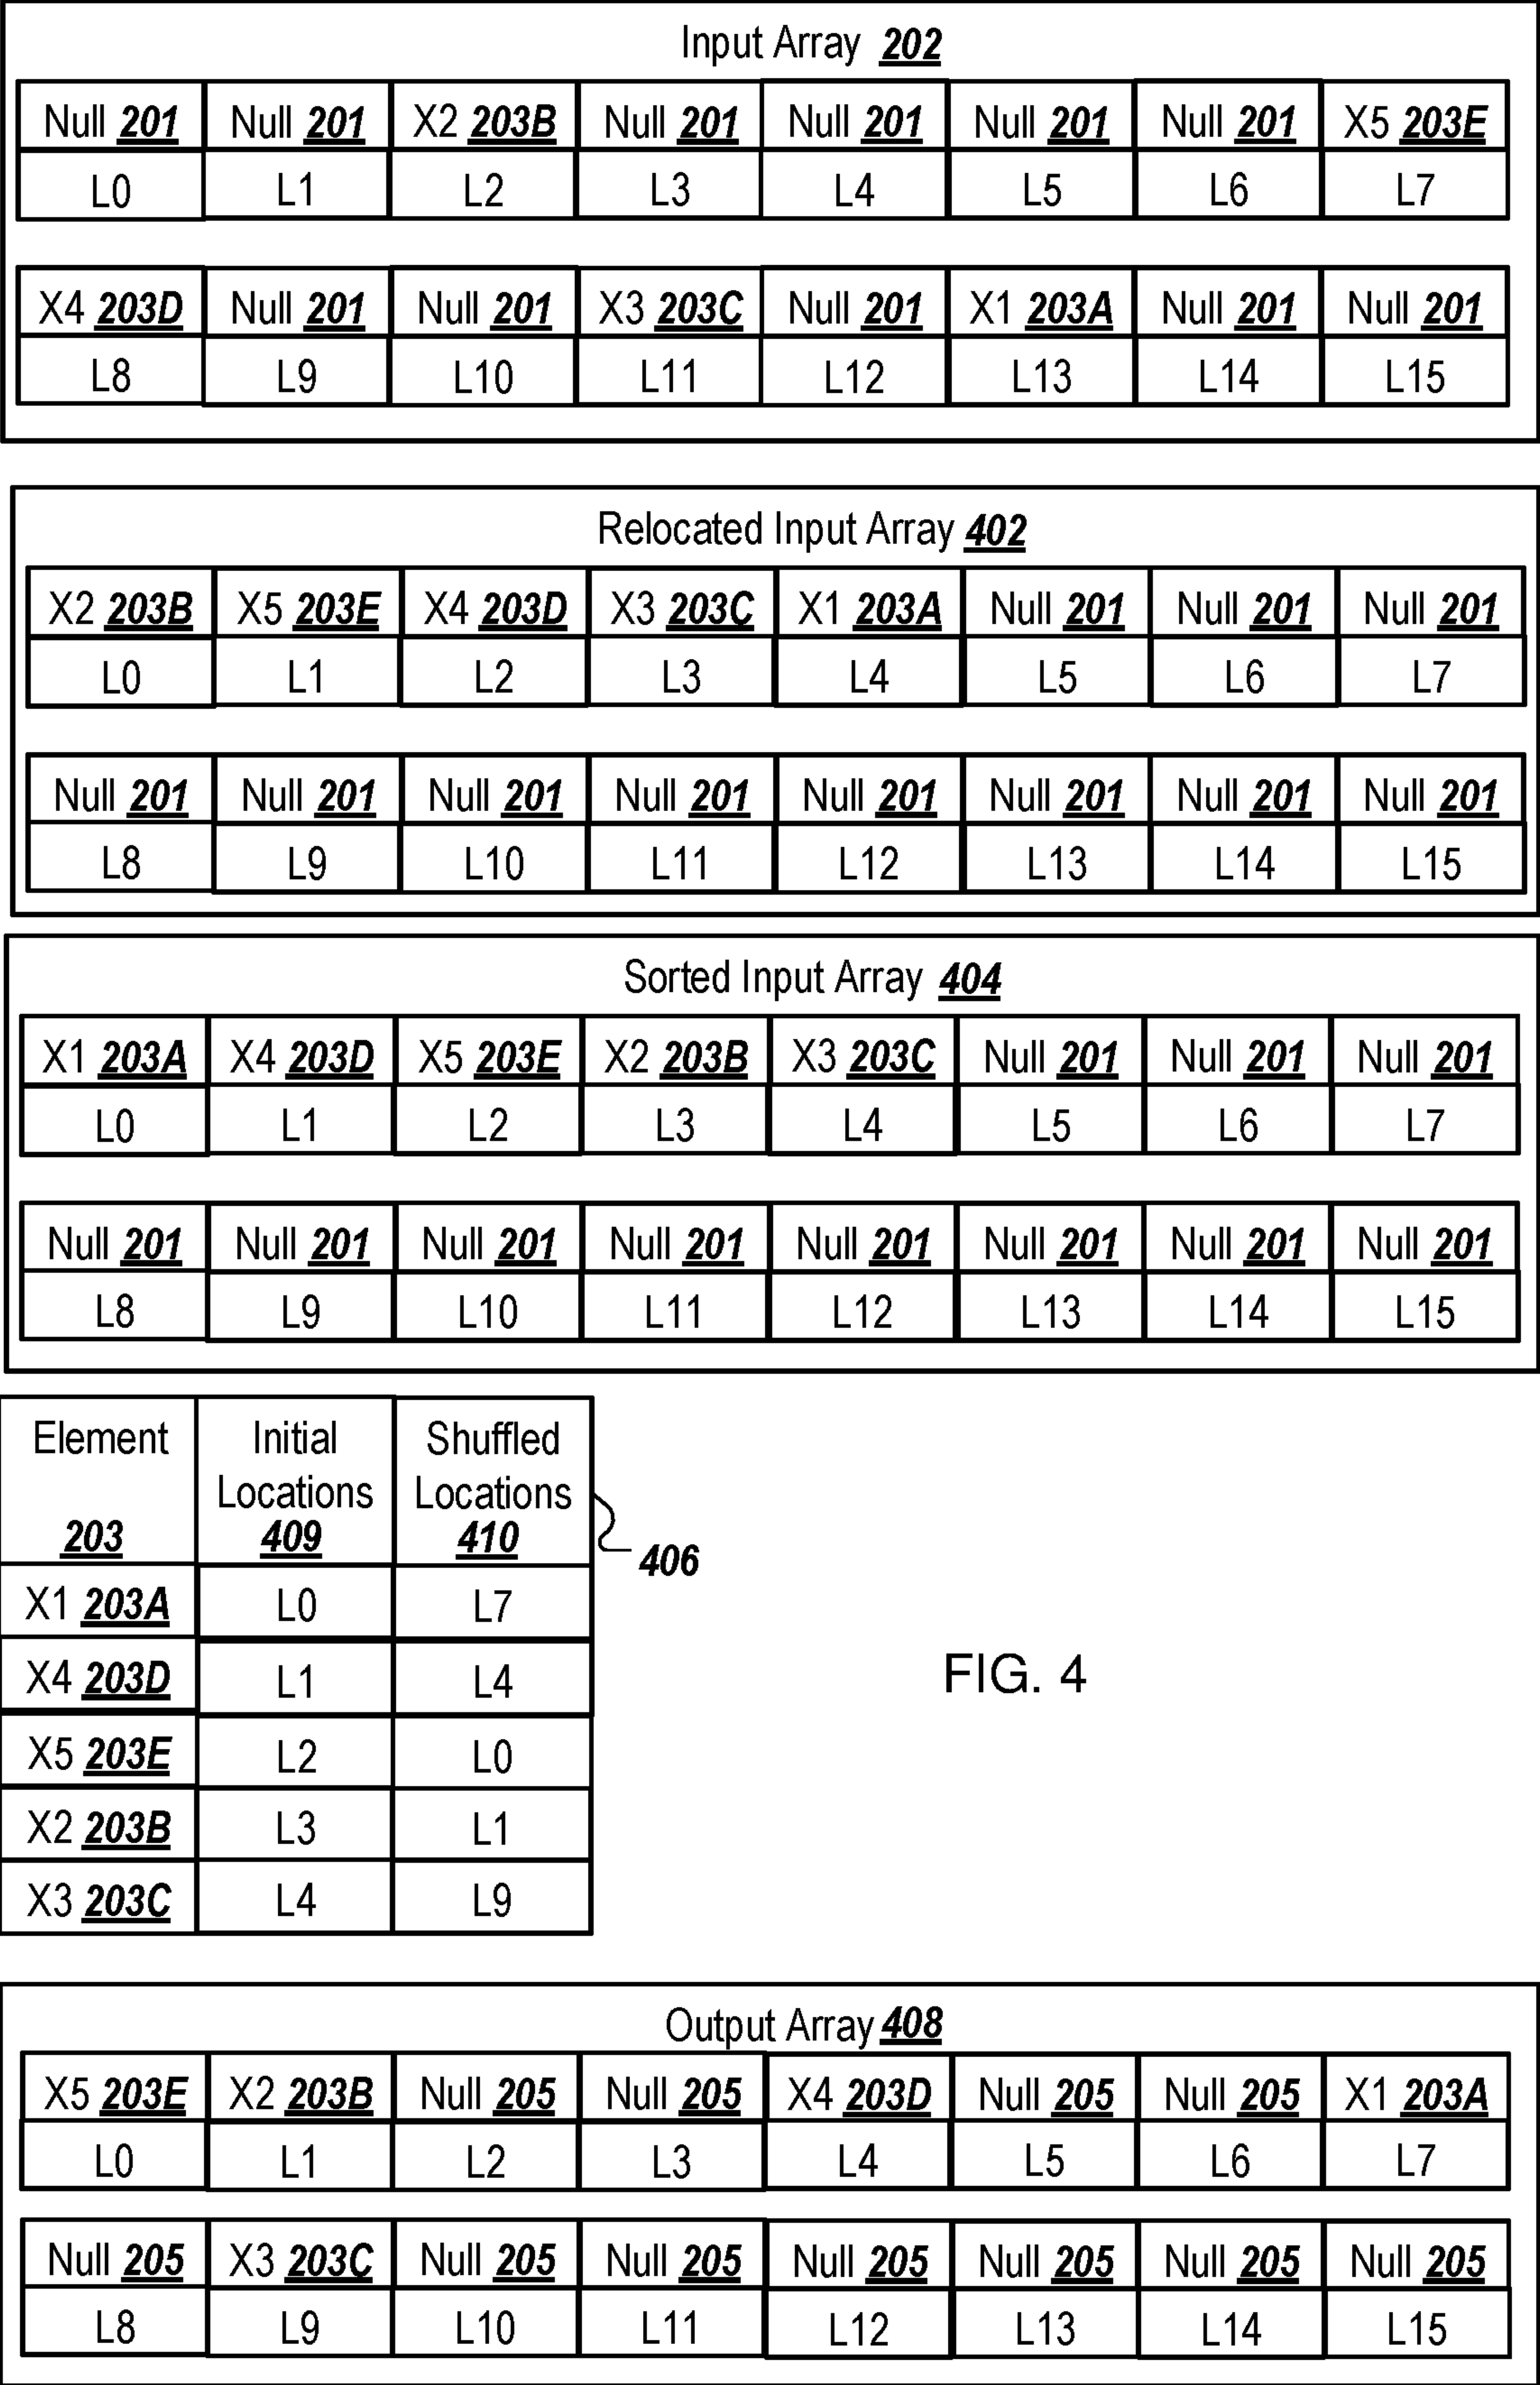 Input Array 202
Null 201 Null 201 X2 203B Null 201 Null 201 Null 201 Null 201 X5 203E
L0 L1 L2 L3 L4 L5 L6 L7
X4 203D Null 201 Null 201 X3 203C Null 201 X1 203A Null 201 Null 201
L8 L9 L10 L11 L12 L13 L14 L15
Relocated Input Array 402
X2 203B X5 203E X4 203D X3 203C X1 203A Null 201 Null 201 Null 201
L0 L1 L2 L3 L4 L5 L6 L7
Null 201 Null 201 Null 201 Null 201 Null 201 Null 201 Null 201 Null 201
L8 L9 L10 L11 L12 L13 L14 L15
Sorted Input Array 404
X1 203A X4 203D X5 203E X2 203B X3 203C Null 201 Null 201 Null 201
L0 L1 L2 L3 L4 L5 L6 L7
Null 201 Null 201 Null 201 Null 201 Null 201 Null 201 Null 201 Null 201
L8 L9 L10 L11 L12 L13 L14 L15
Element Initial Shuffled
Locations Locations
203 409 410
406
X1 203A L0 L7
X4 203D L1 L4
FIG. 4
X5 203E L2 L0
X2 203B L3 L1
X3 203C L4 L9
Output Array 408
X5 203E X2 203B Null 205 Null 205 X4 203D Null 205 Null 205 X1 203A
L0 L1 L2 L3 L4 L5 L6 L7
Null 205 X3 203C Null 205 Null 205 Null 205 Null 205 Null 205 Null 205
L8 L9 L10 L11 L12 L13 L14 L15